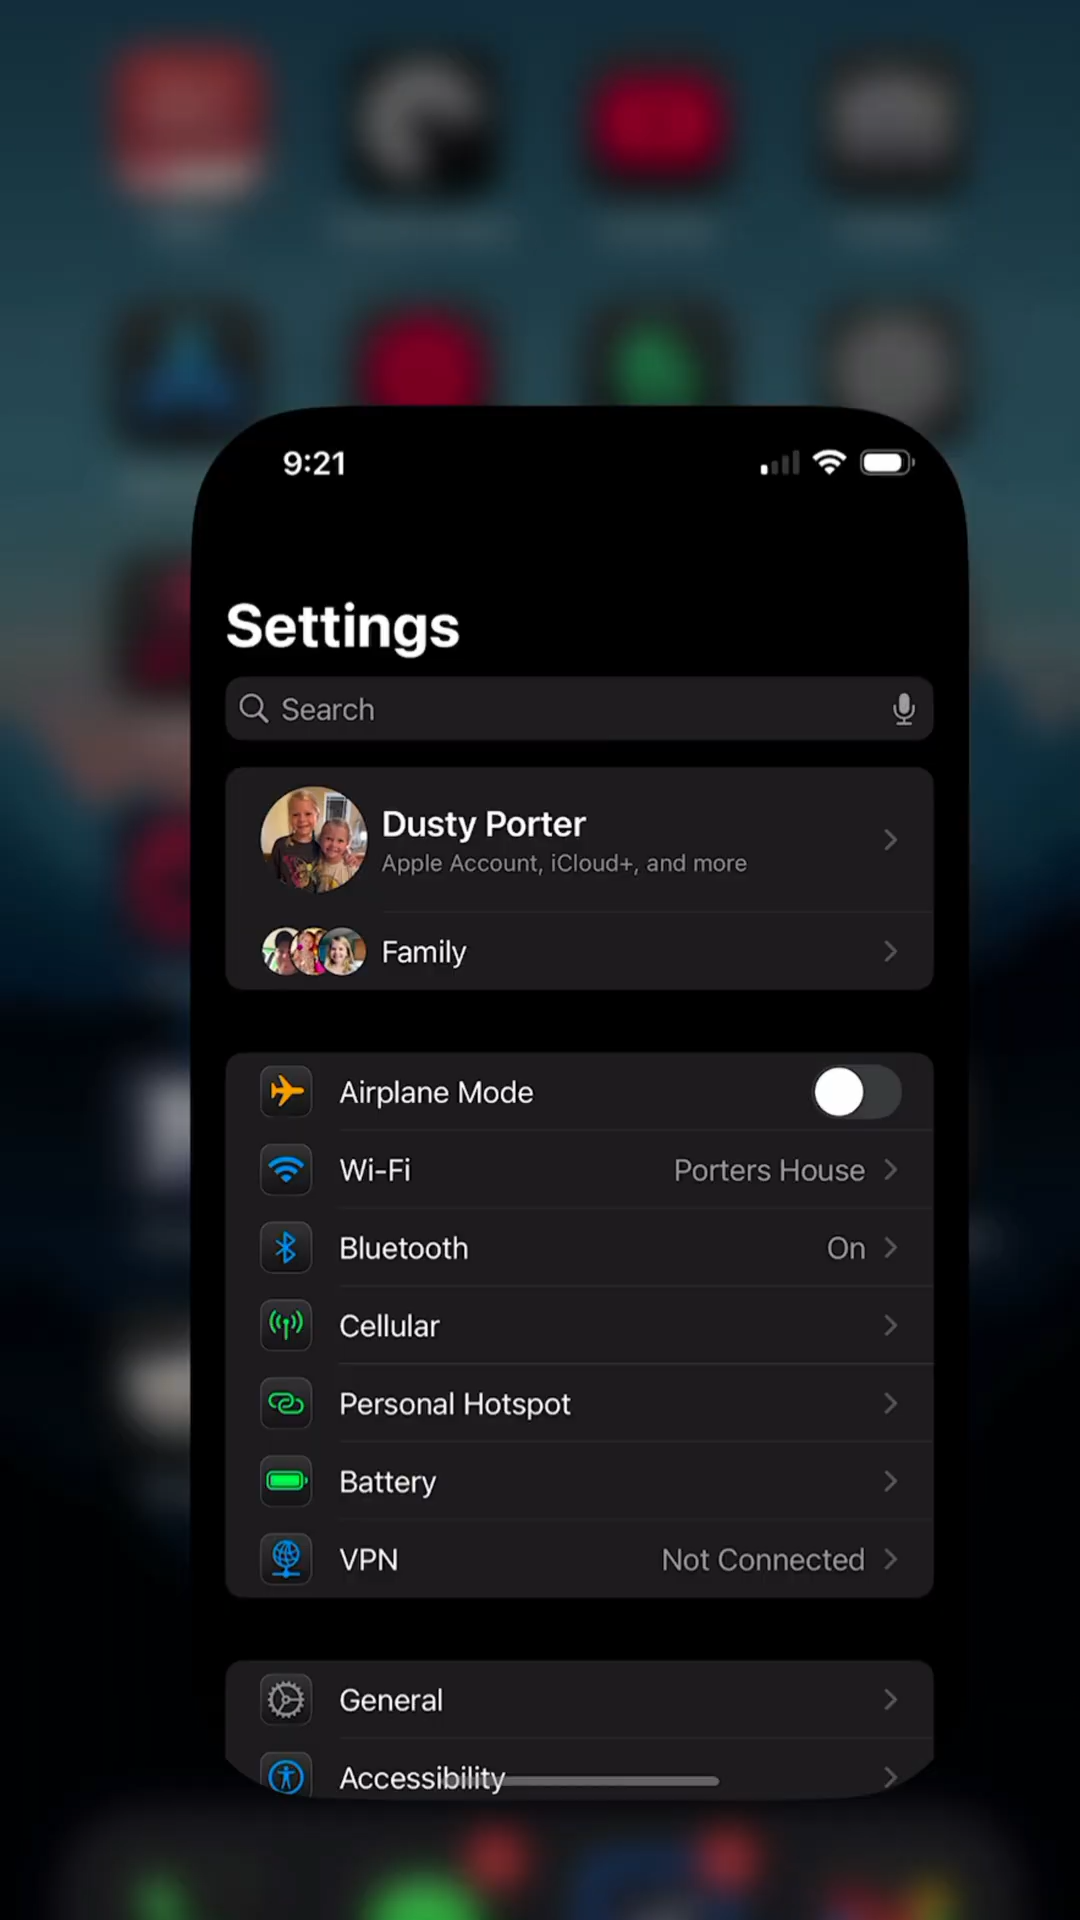 9:21
Settings
Search
Dusty Porter
Apple Account, iCloud+, and more
Family
Airplane Mode
Wi-Fi Porters House
Bluetooth On
Cellular
Personal Hotspot
Battery
VPN Not Connected
General
Accessibility